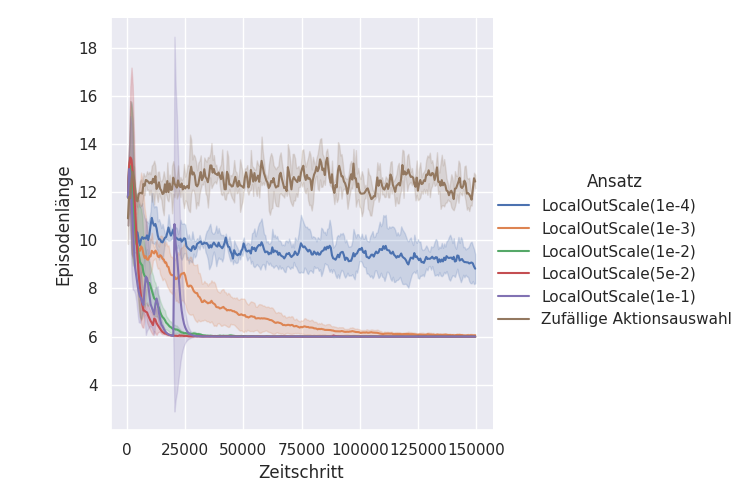 18
16
14
12
10
8
6
4
Episodenlänge
0
25000
50000
75000
100000
125000
150000
Zeitschritt
Ansatz
LocalOutScale(1e-4)
LocalOutScale(1e-3)
LocalOutScale(1e-2)
LocalOutScale(5e-2)
LocalOutScale(1e-1)
Zufällige Aktionsauswahl